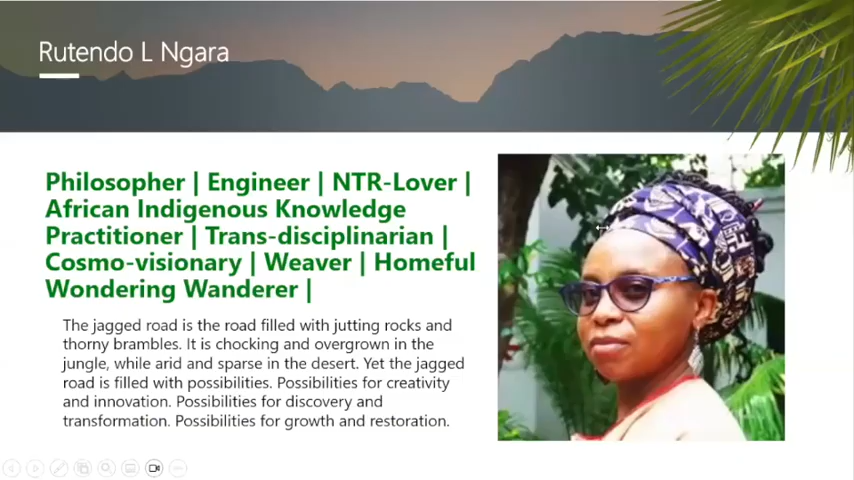 Rutendo L Ngara
Philosopher | Engineer | NTR-Lover |
African Indigenous Knowledge
Practitioner | Trans-disciplinarian |
Cosmo-visionary | Weaver | Homeful
Wondering Wanderer |
The jagged road is the road filled with jutting rocks and
thorny brambles. It is chocking and overgrown in the
jungle, while arid and sparse in the desert. Yet the jagged
road is filled with possibilities. Possibilities for creativity
and innovation. Possibilities for discovery and
transformation. Possibilities for growth and restoration.